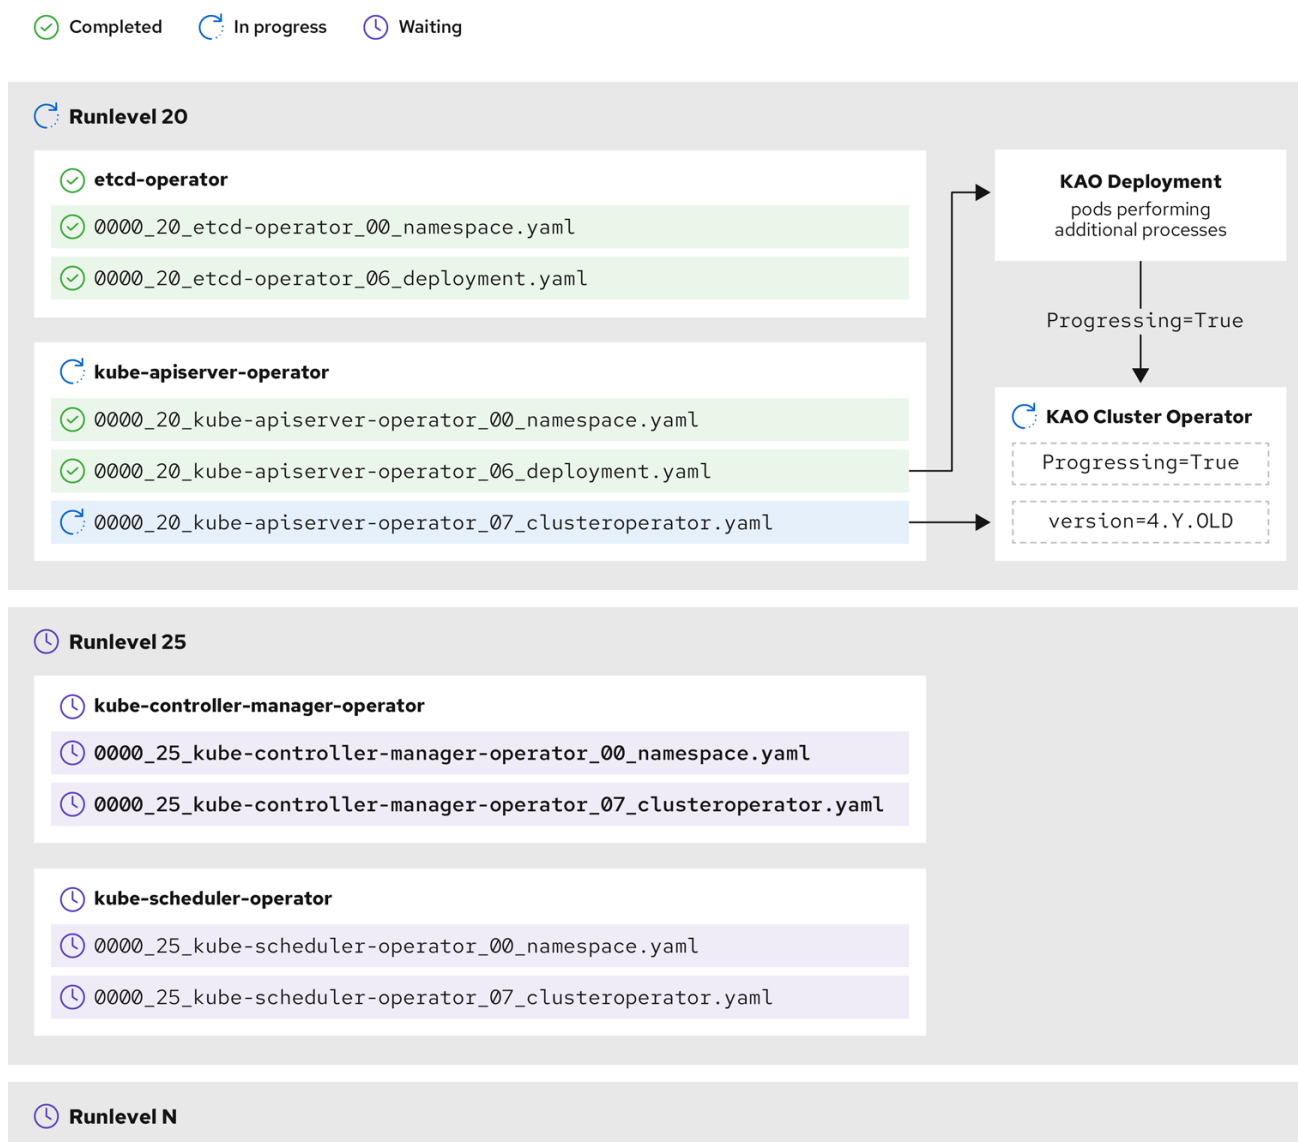 Completed
In progress
Waiting
Runlevel 20
etcd-operator
0000_20_etcd-operator_00_namespace.yaml
0000_20_etcd-operator_06_deployment.yaml
kube-apiserver-operator
0000_20_kube-apiserver-operator_00_namespace.yaml
0000_20_kube-apiserver-operator_06_deployment.yaml
0000_20_kube-apiserver-operator_07_clusteroperator.yaml
KAO Deployment
pods performing
additional processes
Progressing=True
KAO Cluster Operator
Progressing=True
version=4.Y.OLD
Runlevel 25
kube-controller-manager-operator
0000_25_kube-controller-manager-operator_00_namespace.yaml
0000_25_kube-controller-manager-operator_07_clusteroperator.yaml
kube-scheduler-operator
0000_25_kube-scheduler-operator_00_namespace.yaml
0000_25_kube-scheduler-operator_07_clusteroperator.yaml
Runlevel N